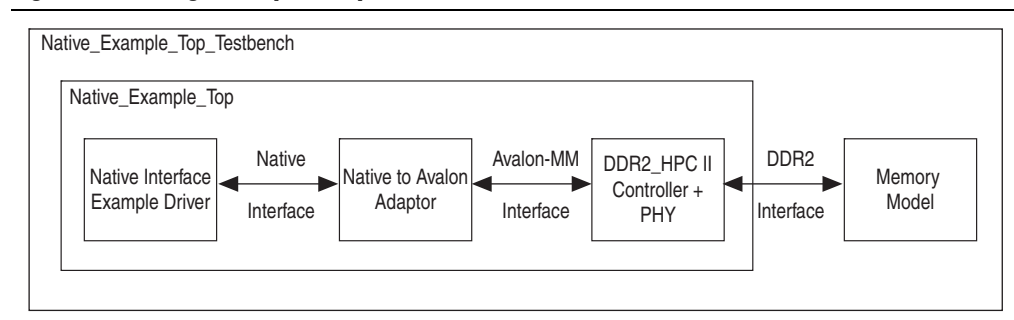 Native_Example_Top_Testbench
Native_Example_Top
Native Interface
Example Driver
Native
Interface
Native to Avalon
Adaptor
Avalon-MM
Interface
DDR2_HPC II
Controller +
PHY
DDR2
Interface
Memory
Model